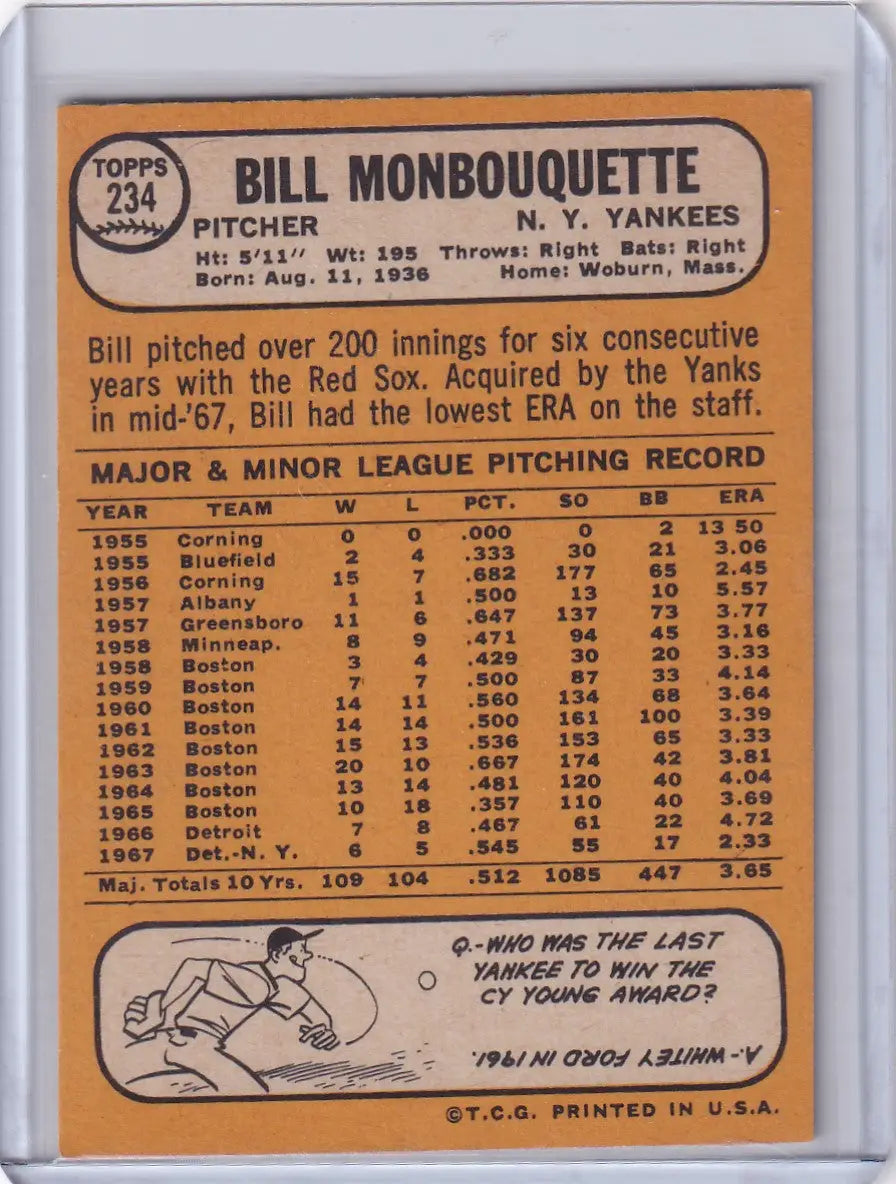 TOPPS
234
BILL MONBOUQUETTE
PITCHER N. Y. YANKEES
Ht: 5'11" Wt: 195 Throws: Right Bats: Right
Born: Aug. 11, 1936 Home: Woburn, Mass.
Bill pitched over 200 innings for six consecutive
years with the Red Sox. Acquired by the Yanks
in mid-'67, Bill had the lowest ERA on the staff.
MAJOR & MINOR LEAGUE PITCHING RECORD
YEAR TEAM W L PCT. SO BB ERA
1955 Corning 0 0 .000 0 2 13 50
1955 Bluefield 2 4 .333 30 21 3.06
1956 Corning 15 7 .682 177 65 2.45
1957 Albany 1 1 .500 13 10 5.57
1957 Greensboro 11 6 .647 137 73 3.77
1958 Minneap. 8 9 .471 94 45 3.16
1958 Boston 3 4 .429 30 20 3.33
1959 Boston 7 7 .500 87 33 4.14
1960 Boston 14 11 .560 134 68 3.64
1961 Boston 14 14 .500 161 100 3.39
1962 Boston 15 13 .536 153 65 3.33
1963 Boston 20 10 .667 174 42 3.81
1964 Boston 13 14 .481 120 40 4.04
1965 Boston 10 18 .357 110 40 3.69
1966 Detroit 7 8 .467 61 22 4.72
1967 Det.-N. Y. 6 5 .545 55 17 2.33
Maj. Totals 10 Yrs. 109 104 .512 1085 447 3.65
Q.-WHO WAS THE LAST
YANKEE TO WIN THE
CY YOUNG AWARD?
A.-WHITEY FORD IN 1961.
©T.C.G. PRINTED IN U.S.A.